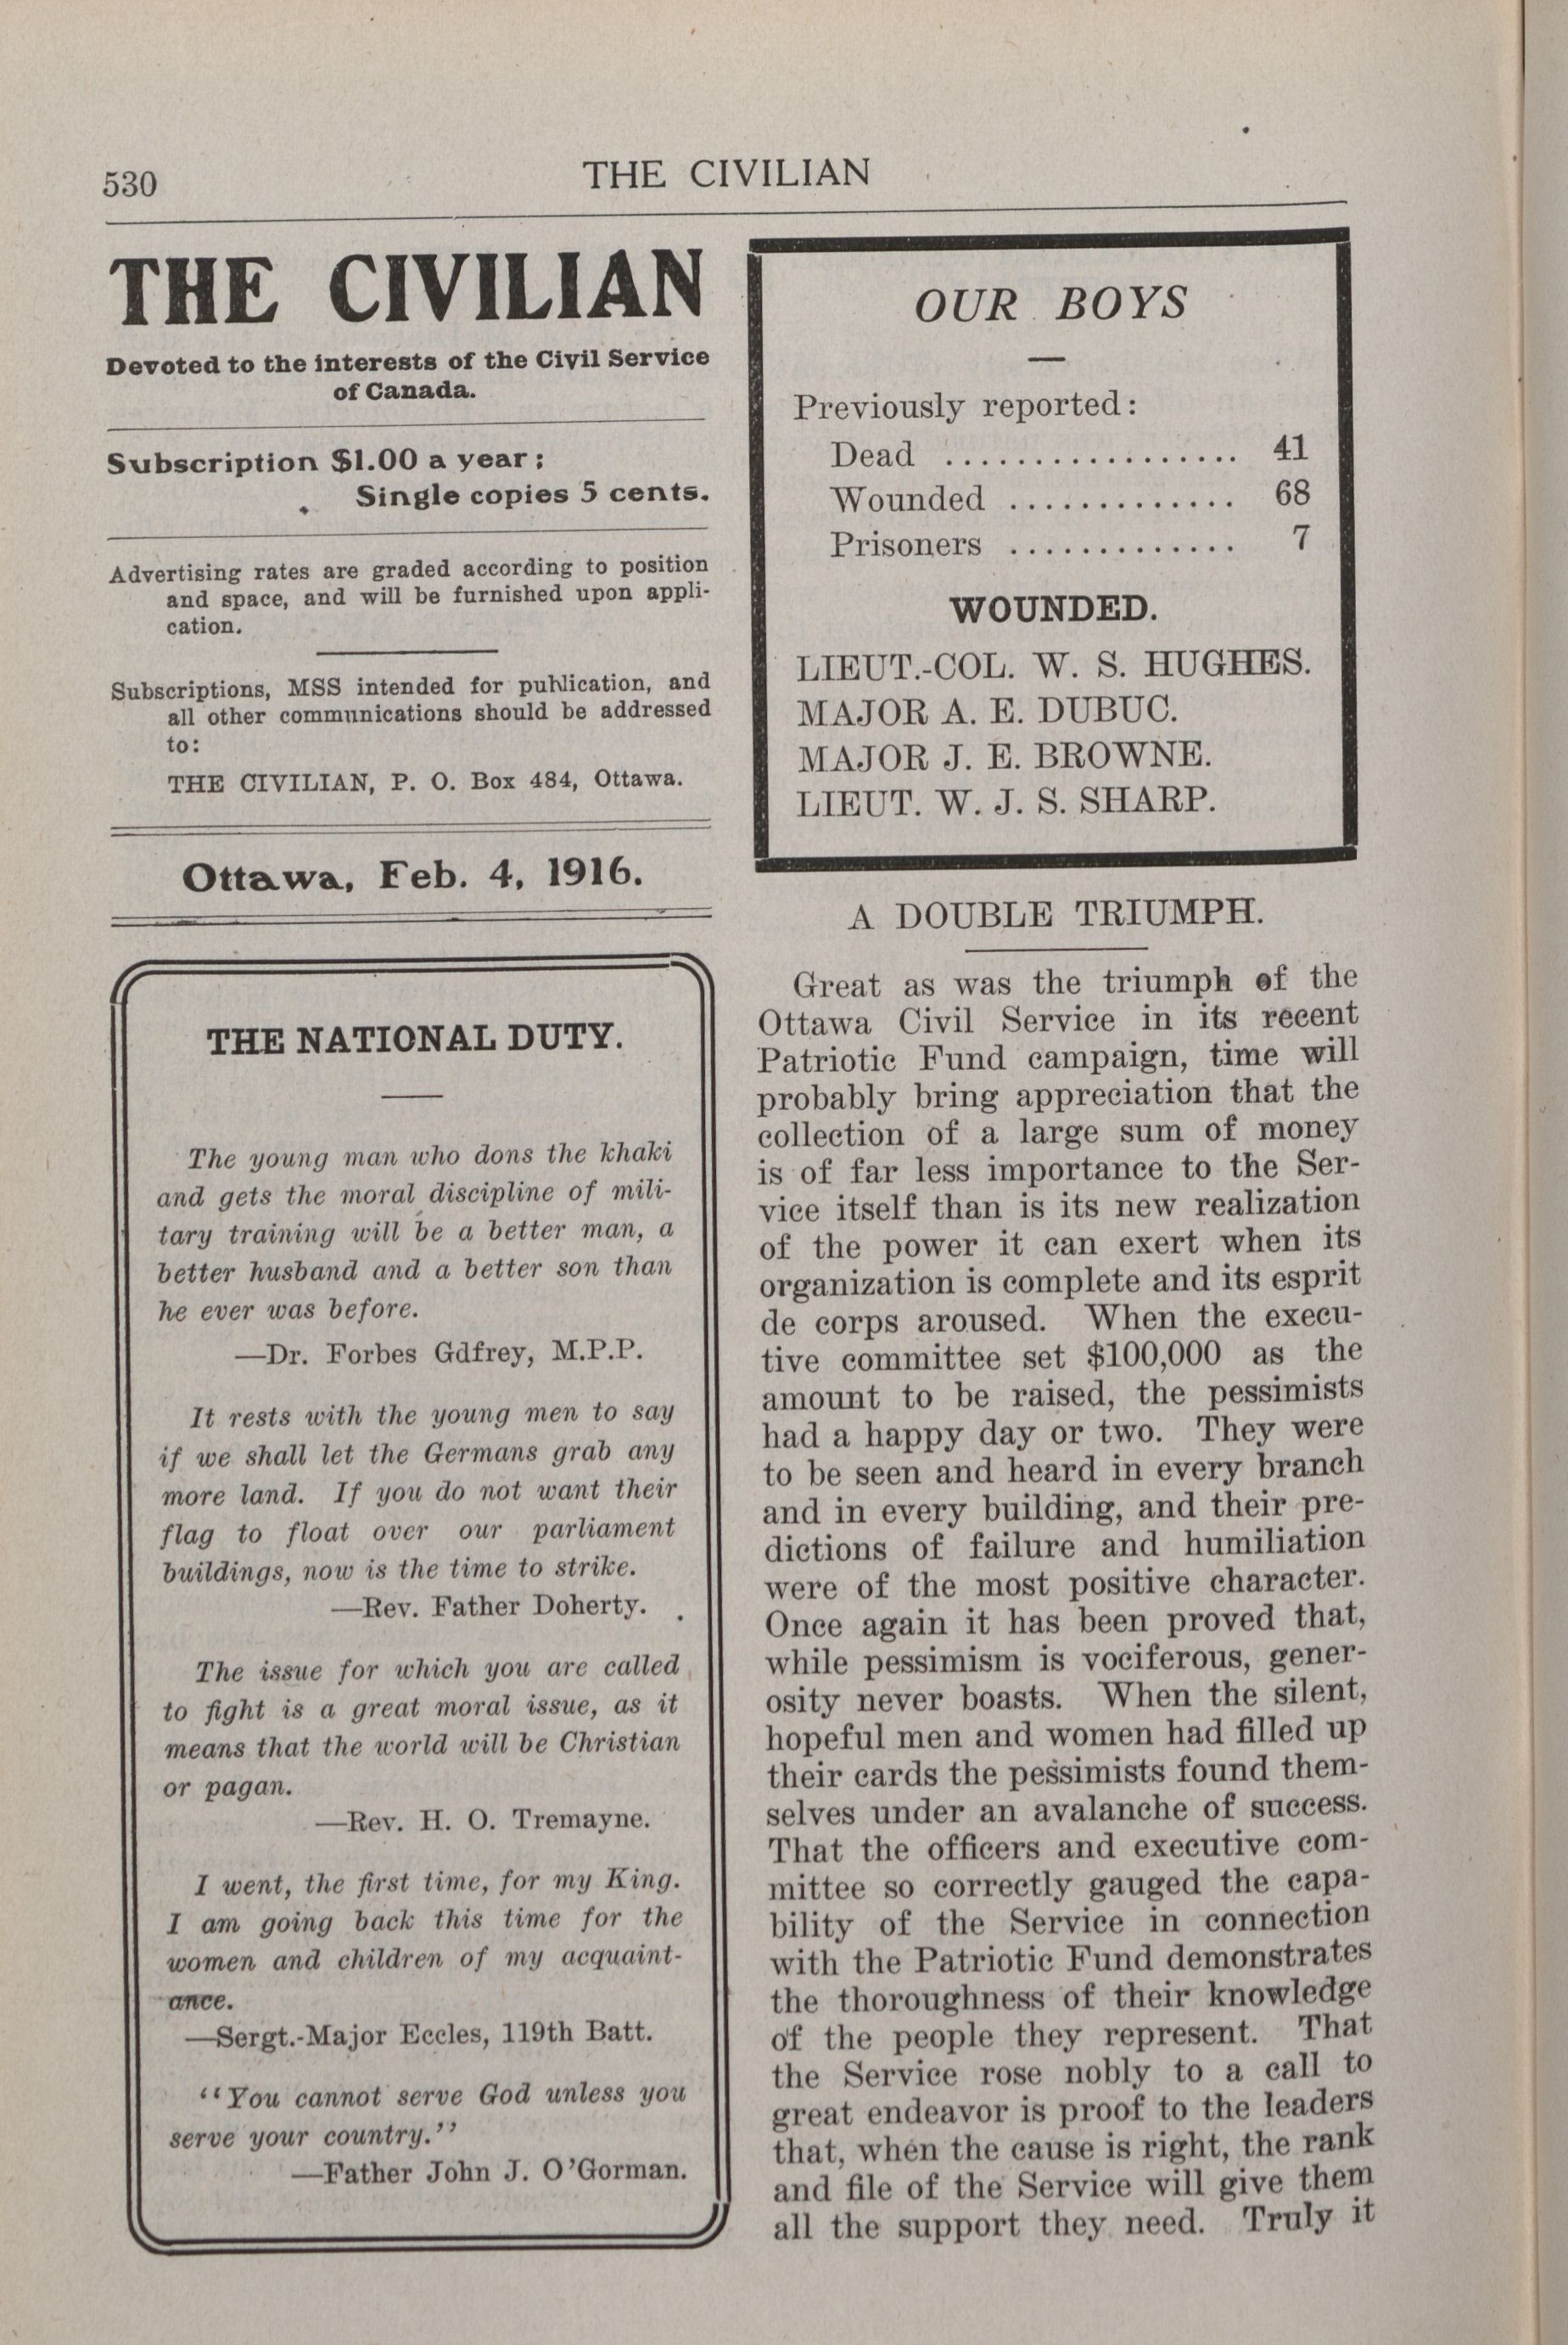 530
THE CIVILIAN
THE CIVILIAN
Devoted to the interests of the Civil Service
of Canada.
Subscription $1.00 a year;
Single copies 5 cents.
Advertising rates are graded according to position
and space, and will be furnished upon appli-
cation.
Subscriptions, MSS intended for publication, and
all other communications should be addressed
to:
THE CIVILIAN, P. O. Box 484, Ottawa.
Ottawa, Feb. 4, 1916.
THE NATIONAL DUTY.
The young man who dons the khaki
and gets the moral discipline of mili-
tary training will be a better man, a
better husband and a better son than
he ever was before.
—Dr. Forbes Gdfrey, M.P.P.
It rests with the young men to say
if we shall let the Germans grab any
more land. If you do not want their
flag to float over our parliament
buildings, now is the time to strike.
—Rev. Father Doherty.
The issue for which you are called
to fight is a great moral issue, as it
means that the world will be Christian
or pagan.
—Rev. H. O. Tremayne.
I went, the first time, for my King.
I am going back this time for the
women and children of my acquaint-
ance.
—Sergt.-Major Eccles, 119th Batt.
"You cannot serve God unless you
serve your country."
—Father John J. O'Gorman.
OUR BOYS
Previously reported:
Dead ................. 41
Wounded ............. 68
Prisoners ............. 7
WOUNDED.
LIEUT.-COL. W. S. HUGHES.
MAJOR A. E. DUBUC.
MAJOR J. E. BROWNE.
LIEUT. W. J. S. SHARP.
A DOUBLE TRIUMPH.
Great as was the triumph of the
Ottawa Civil Service in its recent
Patriotic Fund campaign, time will
probably bring appreciation that the
collection of a large sum of money
is of far less importance to the Ser-
vice itself than is its new realization
of the power it can exert when its
organization is complete and its esprit
de corps aroused. When the execu-
tive committee set $100,000 as the
amount to be raised, the pessimists
had a happy day or two. They were
to be seen and heard in every branch
and in every building, and their pre-
dictions of failure and humiliation
were of the most positive character.
Once again it has been proved that,
while pessimism is vociferous, gener-
osity never boasts. When the silent,
hopeful men and women had filled up
their cards the pessimists found them-
selves under an avalanche of success.
That the officers and executive com-
mittee so correctly gauged the capa-
bility of the Service in connection
with the Patriotic Fund demonstrates
the thoroughness of their knowledge
of the people they represent. That
the Service rose nobly to a call to
great endeavor is proof to the leaders
that, when the cause is right, the rank
and file of the Service will give them
all the support they need. Truly it